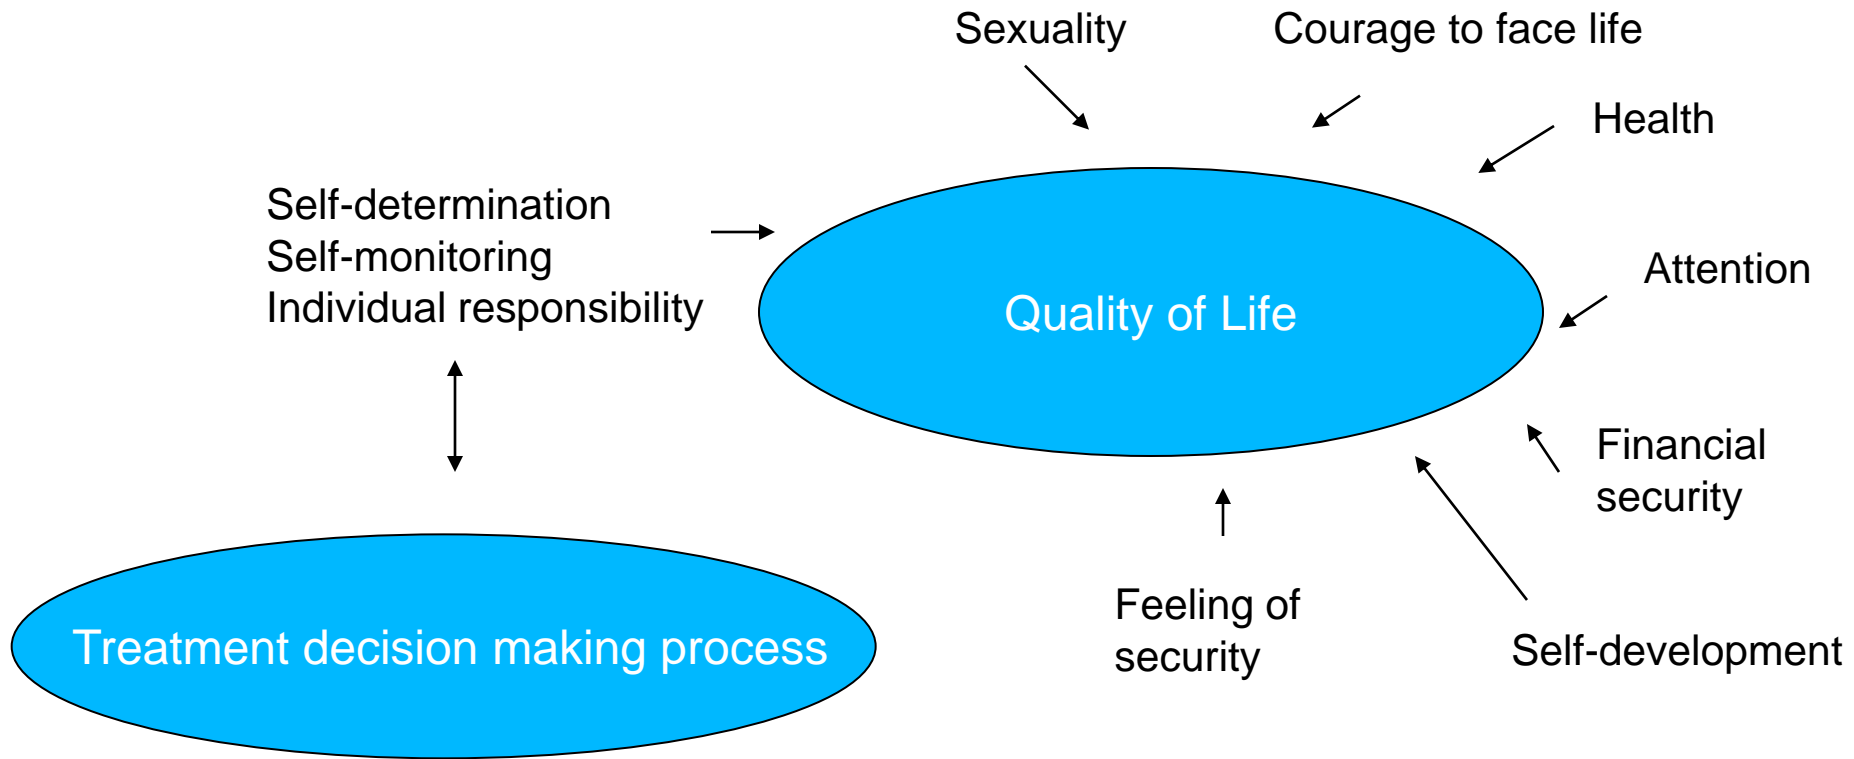 Sexuality
Courage to face life
Health
Self-determination
Self-monitoring
Individual responsibility
Attention
Quality of Life
Financial
security
Feeling of
security
Self-development
Treatment decision making process